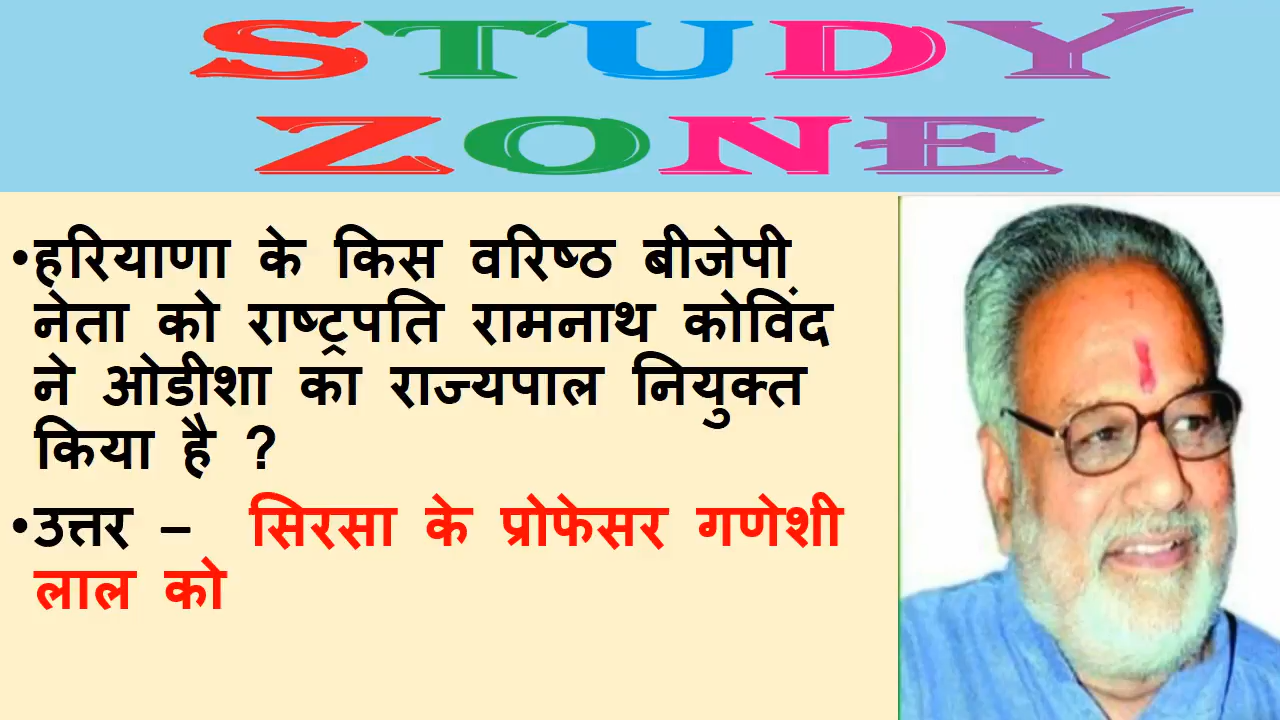 STUDY
ZONE
•हरियाणा के किस वरिष्ठ बीजेपी
नेता को राष्ट्रपति रामनाथ कोविंद
ने ओडीशा का राज्यपाल नियुक्त
किया है ?
•उत्तर – सिरसा के प्रोफेसर गणेशी
लाल को